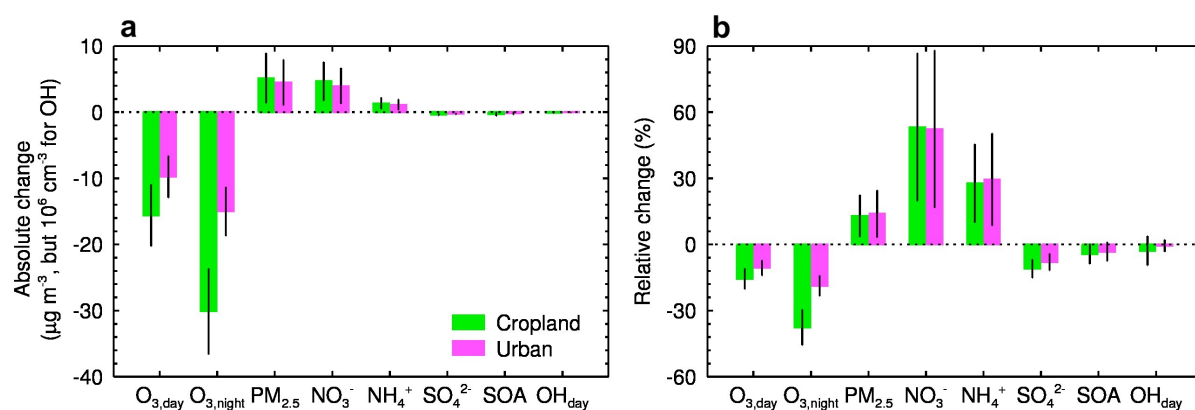 a
Absolute change
(µg m⁻³, but 10⁶ cm⁻³ for OH)
10
0
-10
-20
-30
-40
Cropland
Urban
O₃,day O₃,night PM₂.₅ NO₃⁻ NH₄⁺ SO₄²⁻ SOA OHday
b
Relative change (%)
90
60
30
0
-30
-60
O₃,day O₃,night PM₂.₅ NO₃⁻ NH₄⁺ SO₄²⁻ SOA OHday